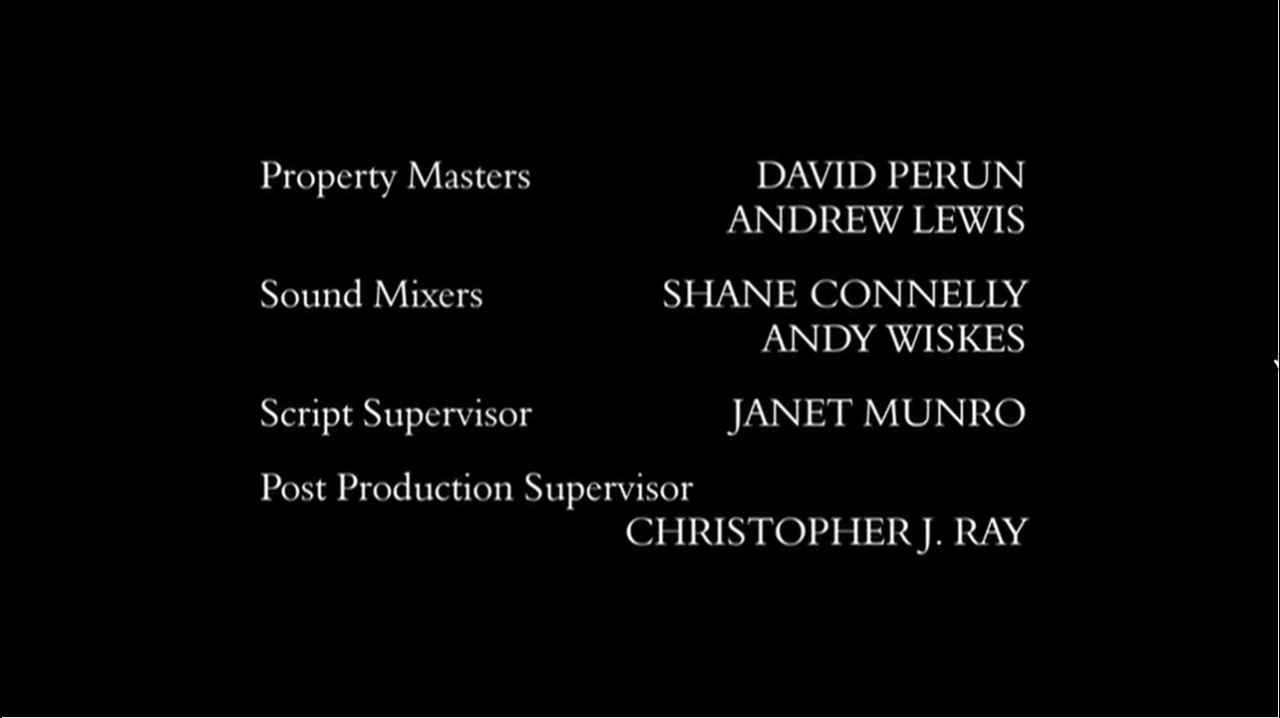 Property Masters DAVID PERUN
ANDREW LEWIS
Sound Mixers SHANE CONNELLY
ANDY WISKES
Script Supervisor JANET MUNRO
Post Production Supervisor
CHRISTOPHER J. RAY